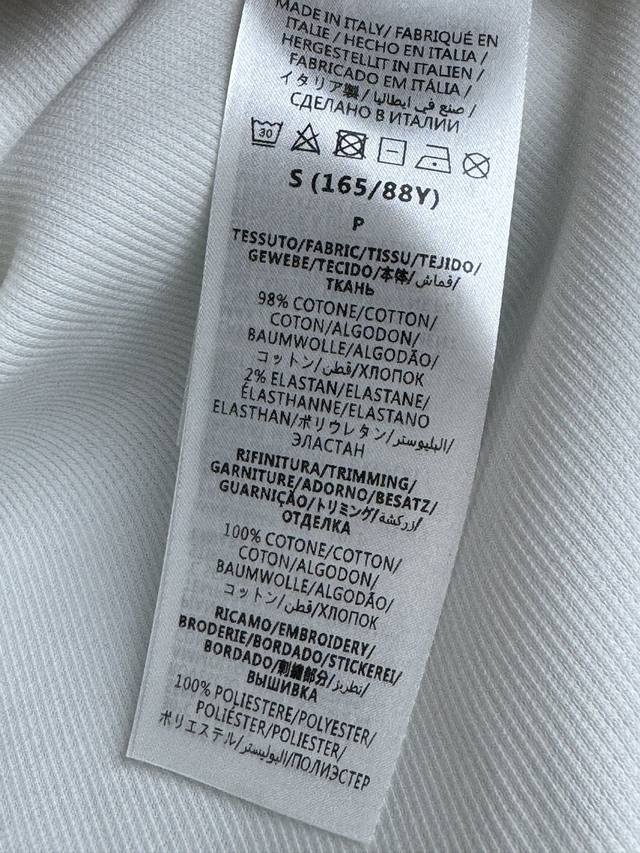 MADE IN ITALY/ FABRIQUÉ EN
ITALIE / HECHO EN ITALIA /
HERGESTELLIT IN ITALIEN /
FABRICADO EM ITÁLIA /
イタリア製/ صنع في ايطاليا /
СДЕЛАНО В ИТАЛИИ
30
S (165/88Y)
P
TESSUTO/FABRIC/TISSU/TEJIDO/
GEWEBE/TECIDO/本体/قماش/
ТКАНЬ
98% COTONE/COTTON/
COTON/ALGODON/
BAUMWOLLE/ALGODÃO/
コットン/قطن/ХЛОПОК
2% ELASTAN/ELASTANE/
ÉLASTHANNE/ELASTANO
ELASTHAN/ポリウレタン/البليوستر/
ЭЛАСТАН
RIFINITURA/TRIMMING/
GARNITURE/ADORNO/BESATZ/
GUARNIÇÃO/トリミング/زركشة/
ОТДЕЛКА
100% COTONE/COTTON/
COTON/ALGODON/
BAUMWOLLE/ALGODÃO/
コットン/قطن/ХЛОПОК
RICAMO/EMBROIDERY/
BRODERIE/BORDADO/STICKEREI/
BORDADO/刺繍部分/تطريز/
ВЫШИВКА
100% POLIESTERE/POLYESTER/
POLIÉSTER/POLIESTER/
ポリエステル/البوليستر/ПОЛИЭСТЕР